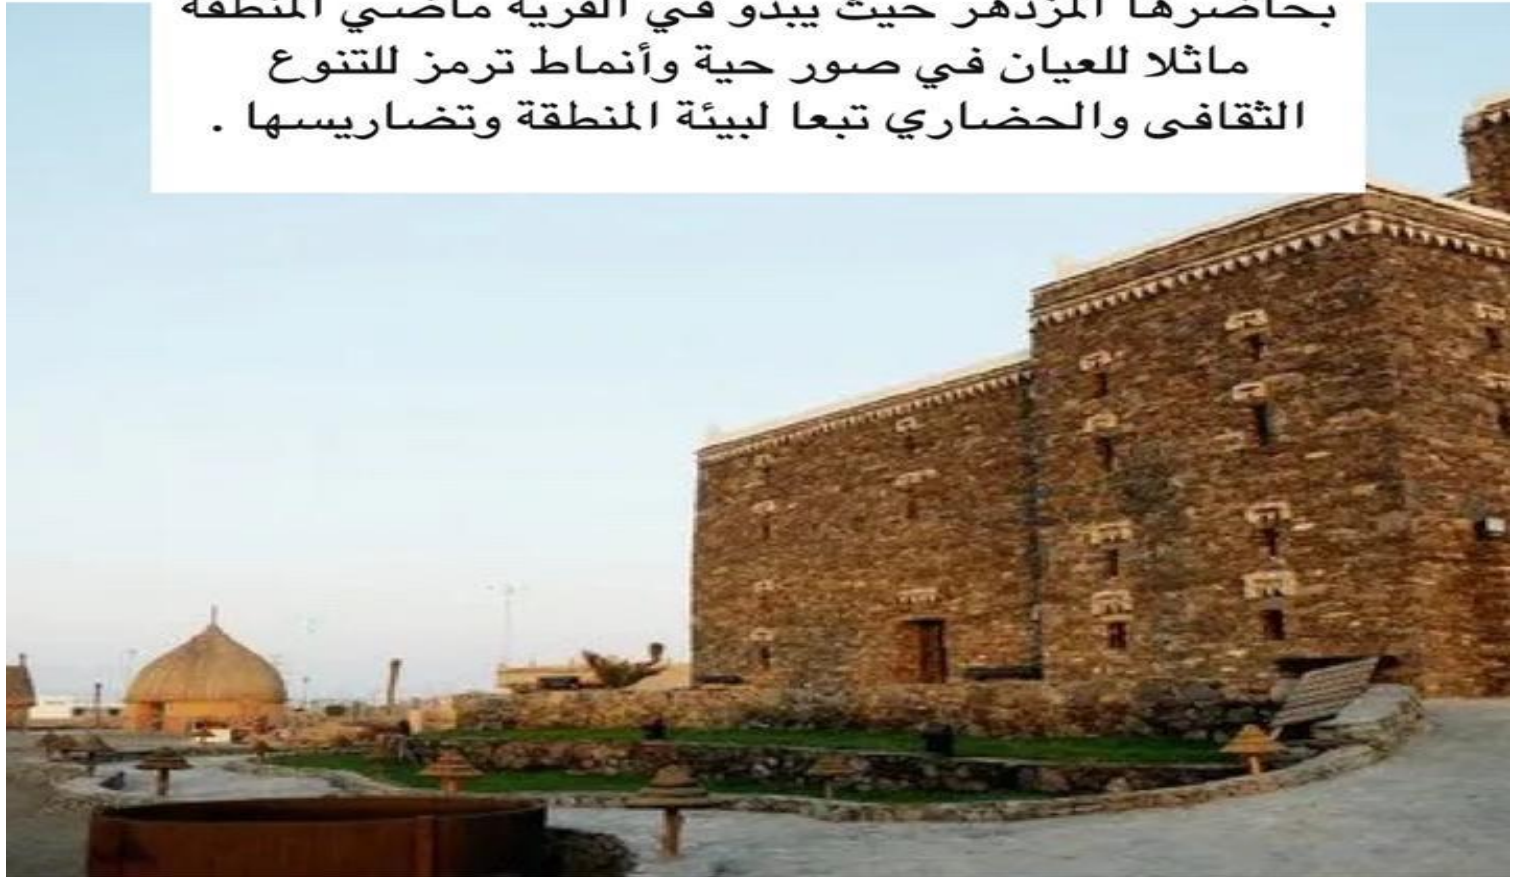 بحاضرها المزدهر حيث يبدو في القرية ماضي المنطقة
ماثلا للعيان في صور حية وأنماط ترمز للتنوع
الثقافى والحضاري تبعا لبيئة المنطقة وتضاريسها .